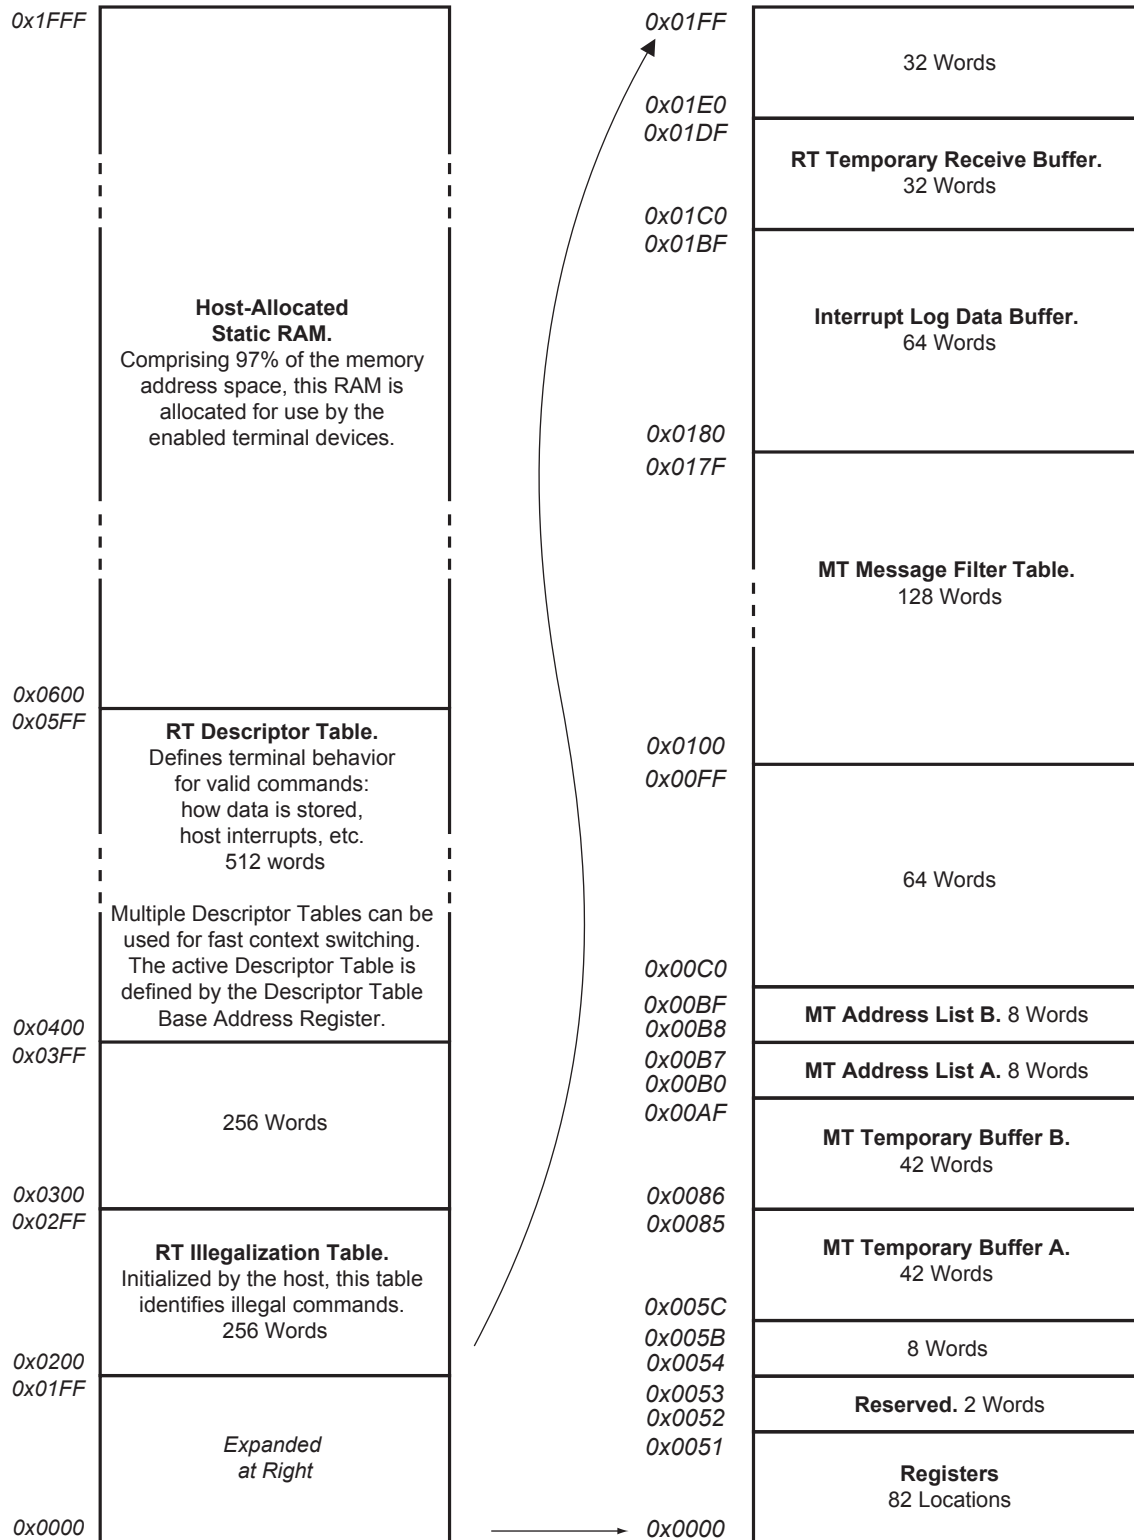 0x1FFF
Host-Allocated
Static RAM.
Comprising 97% of the memory
address space, this RAM is
allocated for use by the
enabled terminal devices.
0x0600
0x05FF
RT Descriptor Table.
Defines terminal behavior
for valid commands:
how data is stored,
host interrupts, etc.
512 words
Multiple Descriptor Tables can be
used for fast context switching.
The active Descriptor Table is
defined by the Descriptor Table
Base Address Register.
0x0400
0x03FF
256 Words
0x0300
0x02FF
RT Illegalization Table.
Initialized by the host, this table
identifies illegal commands.
256 Words
0x0200
0x01FF
Expanded
at Right
0x0000
0x01FF
32 Words
0x01E0
0x01DF
RT Temporary Receive Buffer.
32 Words
0x01C0
0x01BF
Interrupt Log Data Buffer.
64 Words
0x0180
0x017F
MT Message Filter Table.
128 Words
0x0100
0x00FF
64 Words
0x00C0
0x00BF
MT Address List B. 8 Words
0x00B8
0x00B7
MT Address List A. 8 Words
0x00B0
0x00AF
MT Temporary Buffer B.
42 Words
0x0086
0x0085
MT Temporary Buffer A.
42 Words
0x005C
0x005B
8 Words
0x0054
0x0053
Reserved. 2 Words
0x0052
0x0051
Registers
82 Locations
0x0000